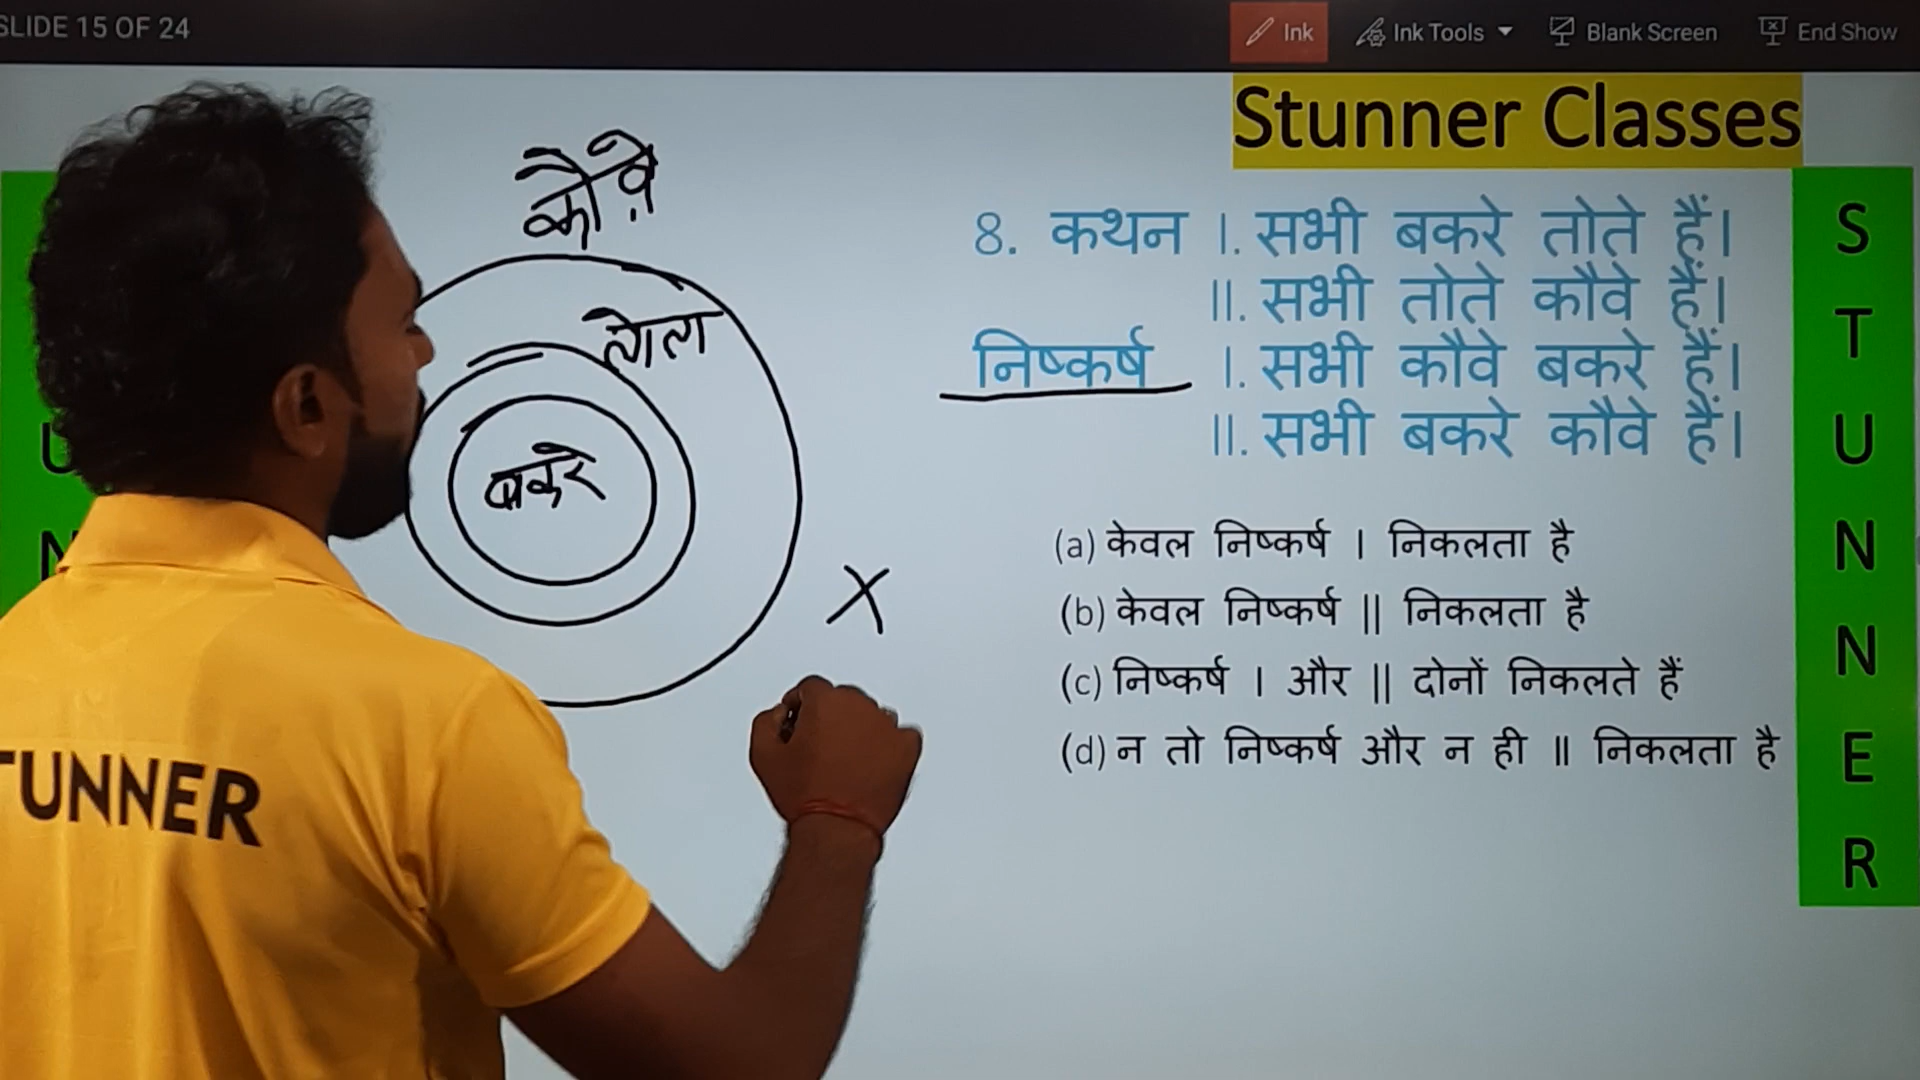 SLIDE 15 OF 24
Ink
Ink Tools
Blank Screen
End Show
Stunner Classes
कौवे
तोता
बकरे
X
8. कथन I. सभी बकरे तोते हैं।
II. सभी तोते कौवे हैं।
निष्कर्ष I. सभी कौवे बकरे हैं।
II. सभी बकरे कौवे हैं।
(a) केवल निष्कर्ष I निकलता है
(b) केवल निष्कर्ष || निकलता है
(c) निष्कर्ष I और || दोनों निकलते हैं
(d) न तो निष्कर्ष और न ही II निकलता है
U
N
S
T
U
N
N
E
R
TUNNER